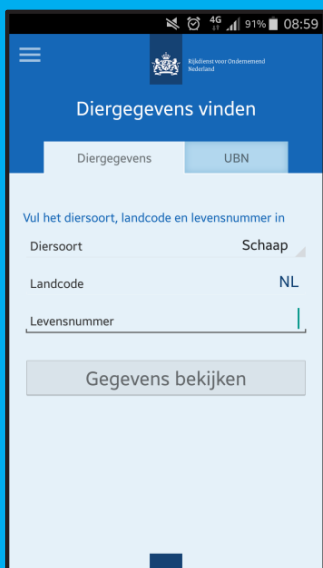 4G 91% 08:59
Rijksdienst voor Ondernemend
Nederland
Diergegevens vinden
Diergegevens UBN
Vul het diersoort, landcode en levensnummer in
Diersoort Schaap
Landcode NL
Levensnummer
Gegevens bekijken